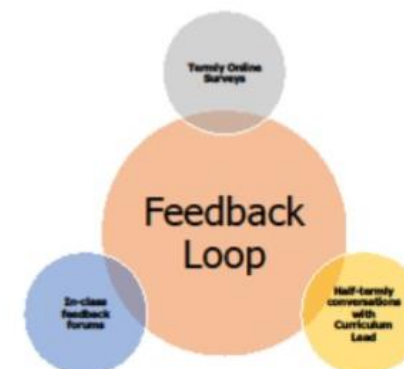 Termly Online
Surveys
Feedback
Loop
In-class
feedback
forums
Half-termly
conversations
with
Curriculum
Lead